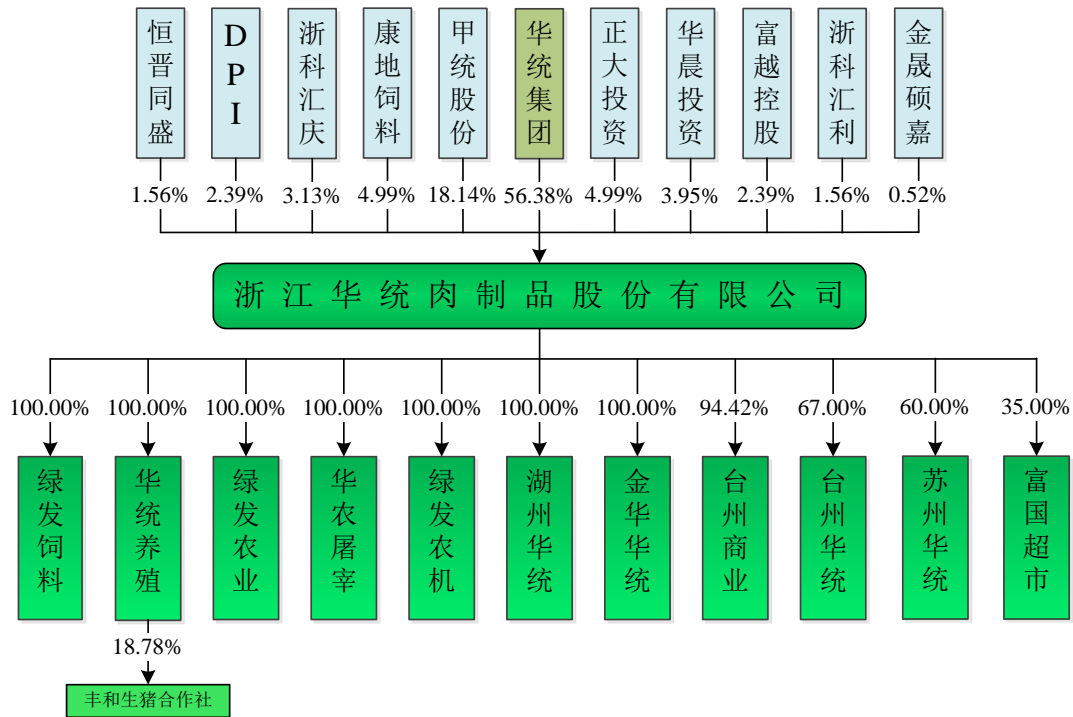 恒晋同盛
DPI
浙科汇庆
康地饲料
甲统股份
华统集团
正大投资
华晨投资
富越控股
浙科汇利
金晟硕嘉
1.56% 2.39% 3.13% 4.99% 18.14% 56.38% 4.99% 3.95% 2.39% 1.56% 0.52%
浙江华统肉制品股份有限公司
100.00% 100.00% 100.00% 100.00% 100.00% 100.00% 100.00% 94.42% 67.00% 60.00% 35.00%
绿发饲料
华统养殖
绿发农业
华农屠宰
绿发农机
湖州华统
金华华统
台州商业
台州华统
苏州华统
富国超市
18.78%
丰和生猪合作社